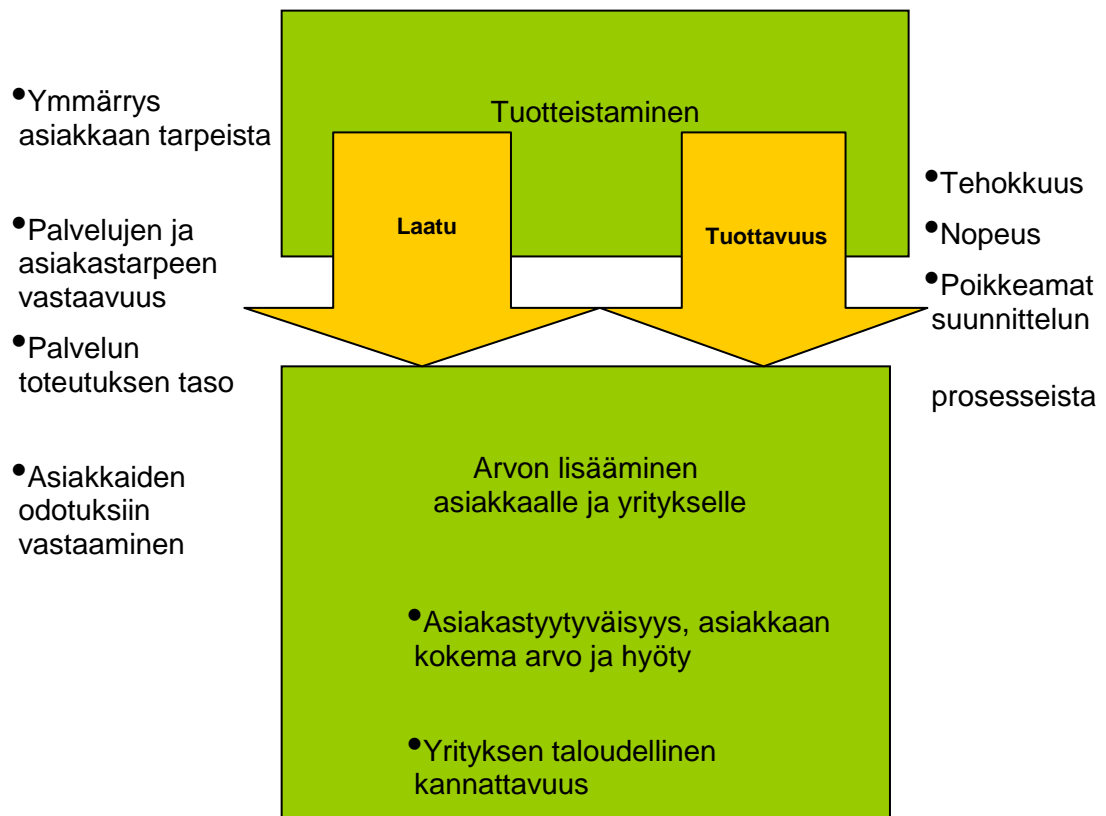 Tuotteistaminen
•Ymmärrys
asiakkaan tarpeista
•Palvelujen ja
asiakastarpeen
vastaavuus
•Palvelun
toteutuksen taso
•Asiakkaiden
odotuksiin
vastaaminen
Laatu
Tuottavuus
•Tehokkuus
•Nopeus
•Poikkeamat
suunnittelun
prosesseista
Arvon lisääminen
asiakkaalle ja yritykselle
•Asiakastyytyväisyys, asiakkaan
kokema arvo ja hyöty
•Yrityksen taloudellinen
kannattavuus